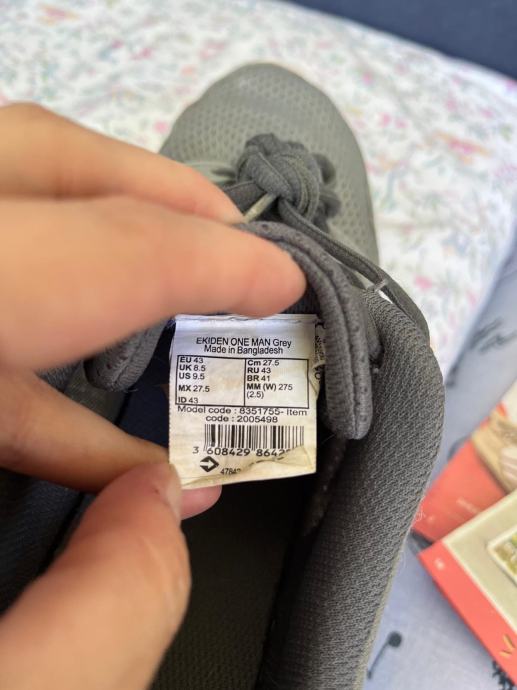 EKIDEN ONE MAN Grey
Made in Bangladesh
EU 43
UK 8.5
US 9.5
MX 27.5
ID 43
Cm 27.5
RU 43
BR 41
MM (W) 275
(2.5)
Model code : 8351755- Item
code : 2005498
3 608429 864
4784